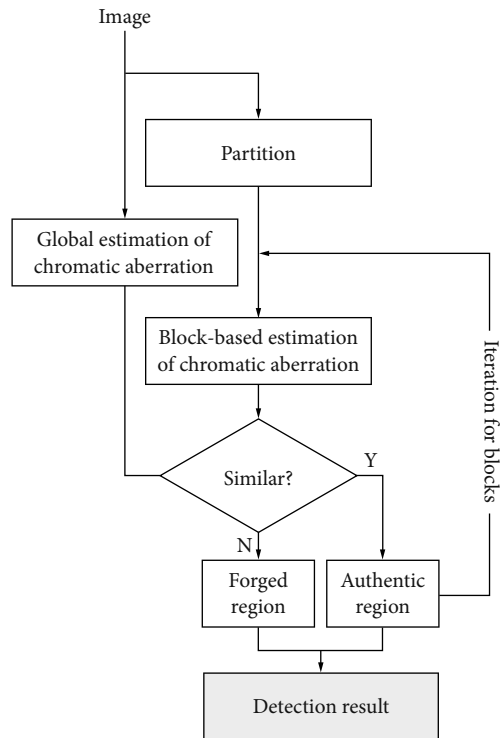 Image
Partition
Global estimation of
chromatic aberration
Block-based estimation
of chromatic aberration
Iteration for blocks
Similar?
Y
N
Forged
region
Authentic
region
Detection result